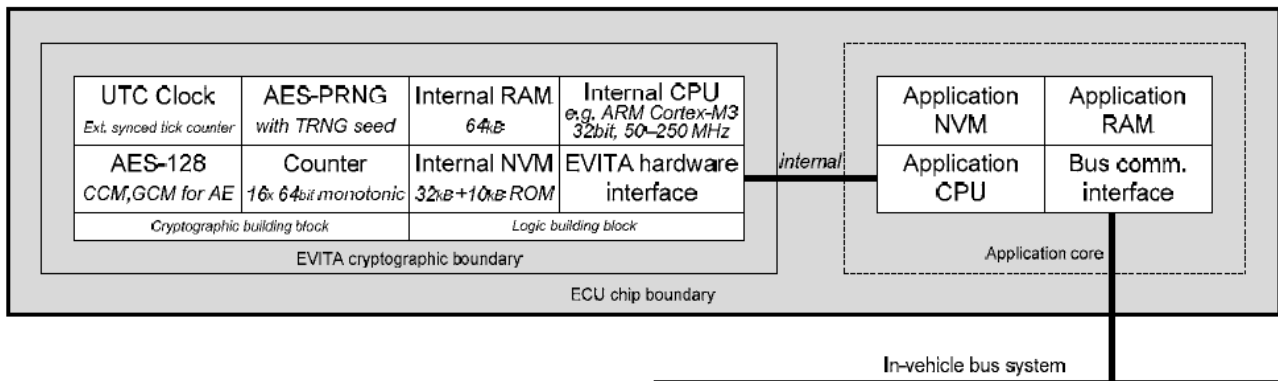 UTC Clock
Ext. synced tick counter
AES-PRNG
with TRNG seed
Internal RAM
64kB
Internal CPU
e.g. ARM Cortex-M3
32bit, 50–250 MHz
AES-128
CCM,GCM for AE
Counter
16x 64bit monotonic
Internal NVM
32kB+10kB ROM
EVITA hardware
interface
Cryptographic building block
Logic building block
EVITA cryptographic boundary
internal
Application
NVM
Application
RAM
Application
CPU
Bus comm.
interface
Application core
ECU chip boundary
In-vehicle bus system